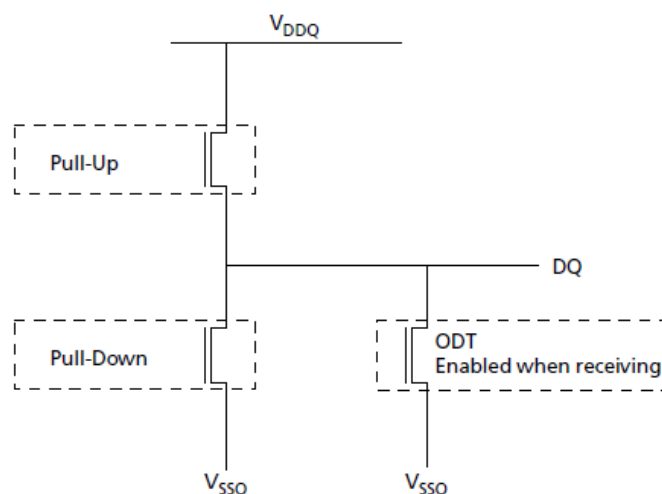 VDDQ
Pull-Up
DQ
Pull-Down
ODT
Enabled when receiving
VSSQ
VSSQ